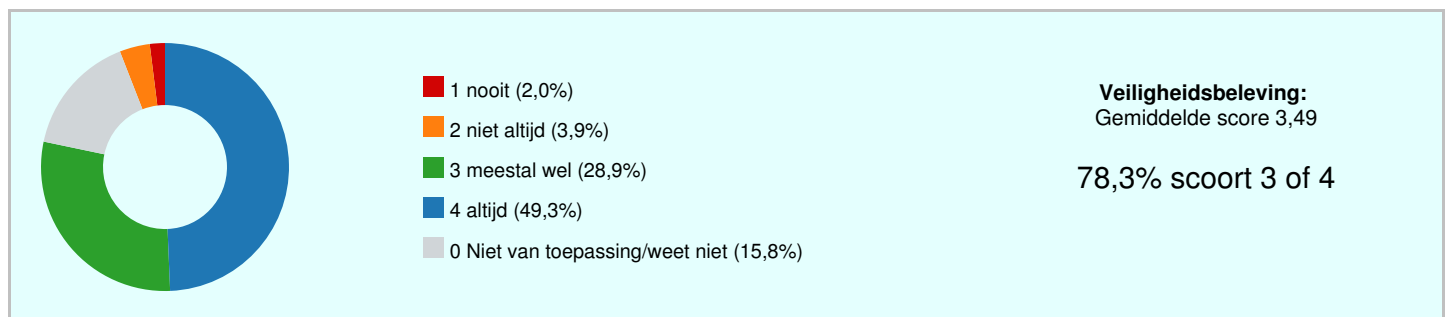 1 nooit (2,0%)
2 niet altijd (3,9%)
3 meestal wel (28,9%)
4 altijd (49,3%)
0 Niet van toepassing/weet niet (15,8%)
Veiligheidsbeleving:
Gemiddelde score 3,49
78,3% scoort 3 of 4